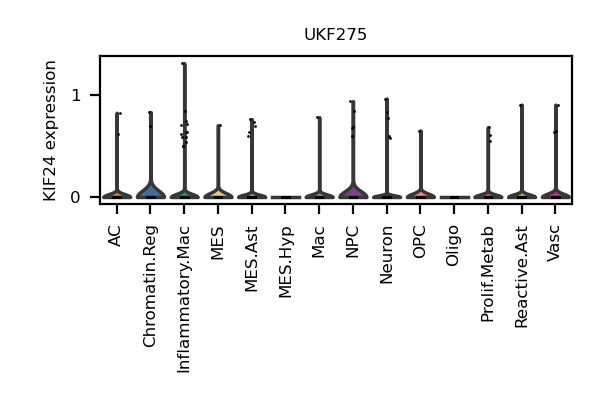 UKF275
KIF24 expression
1
0
AC
Chromatin.Reg
Inflammatory.Mac
MES
MES.Ast
MES.Hyp
Mac
NPC
Neuron
OPC
Oligo
Prolif.Metab
Reactive.Ast
Vasc